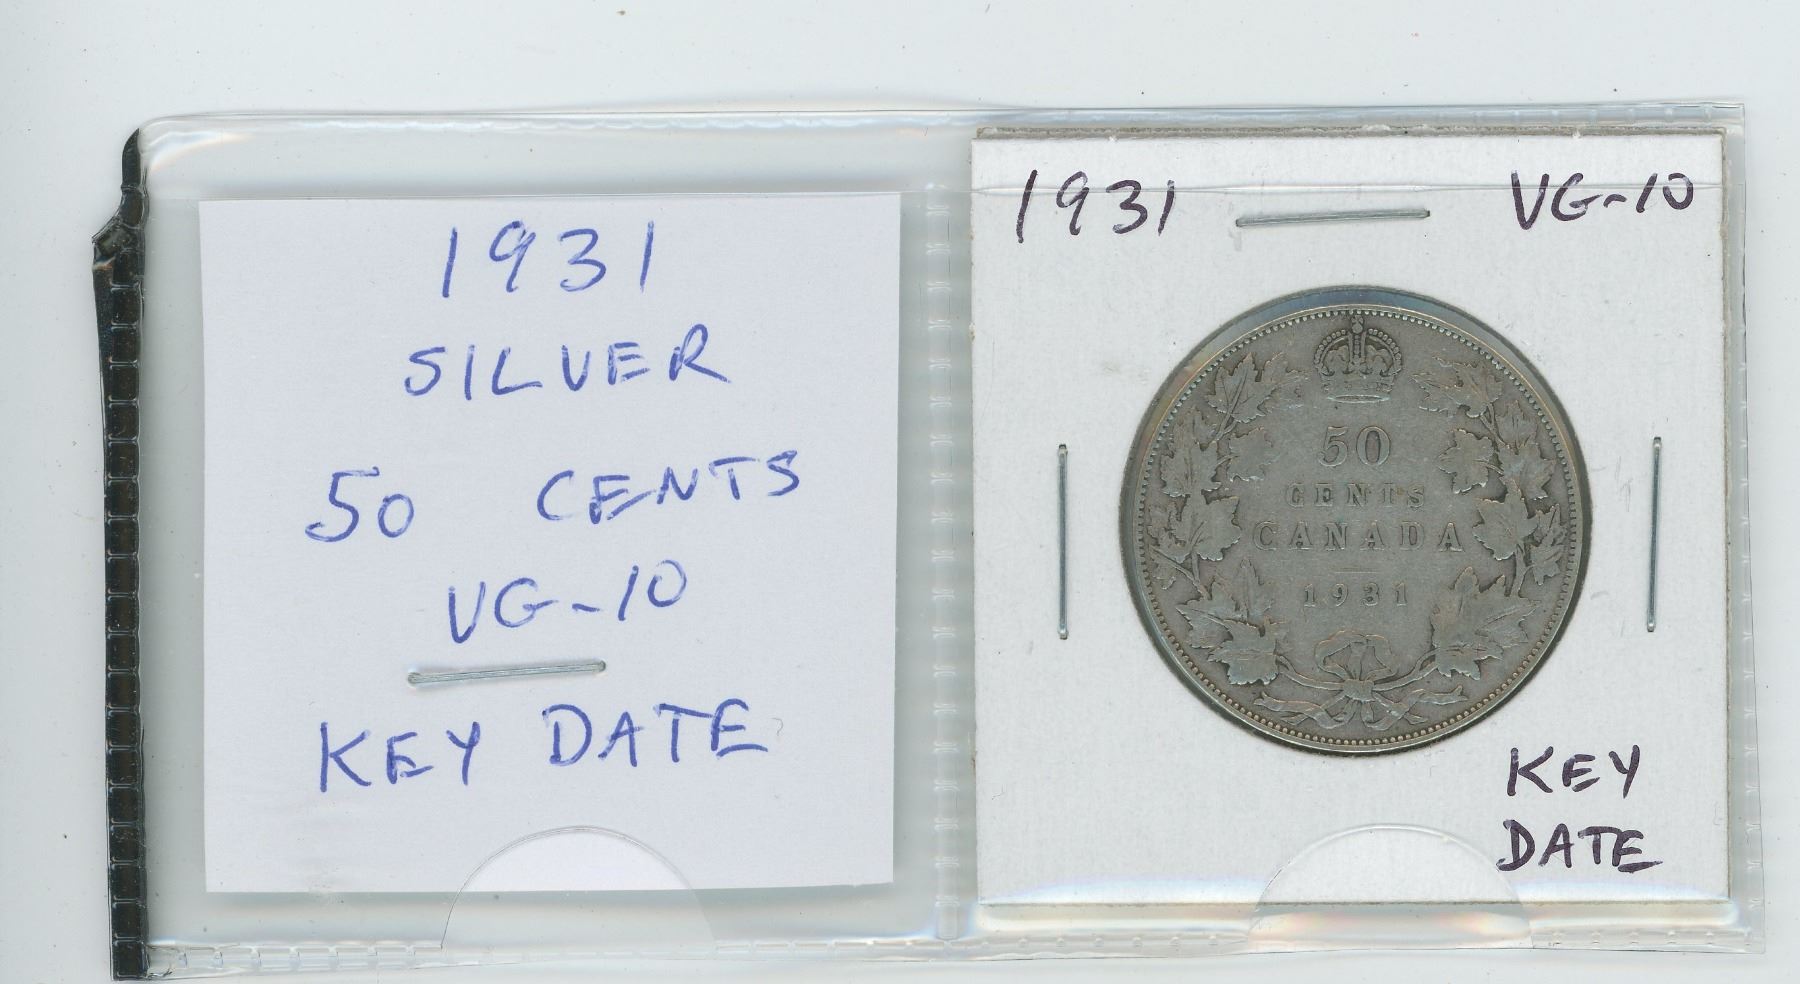 1931
SILVER
50 CENTS
VG-10
KEY DATE
1931 VG-10
50
CENTS
CANADA
1931
KEY
DATE